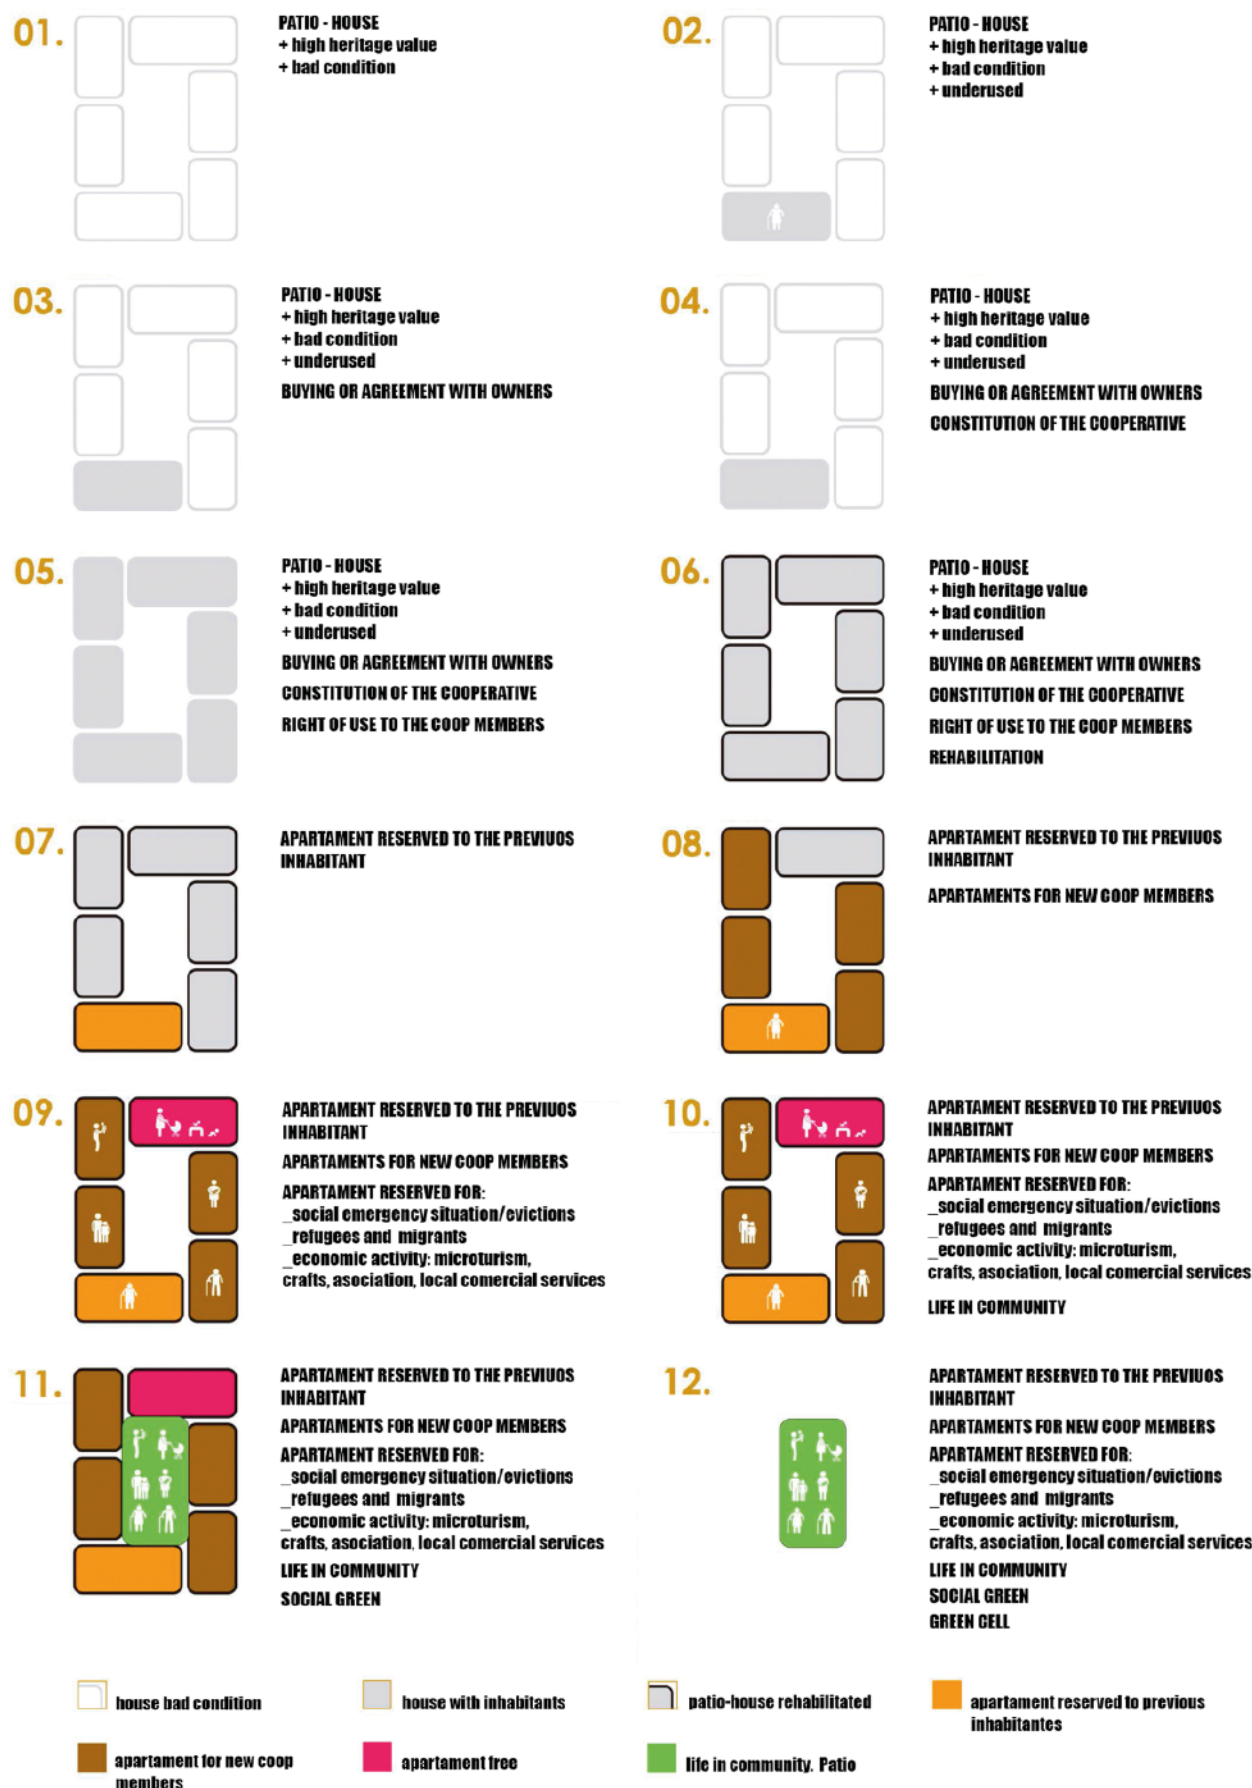 01.
PATIO - HOUSE
+ high heritage value
+ bad condition
02.
PATIO - HOUSE
+ high heritage value
+ bad condition
+ underused
03.
PATIO - HOUSE
+ high heritage value
+ bad condition
+ underused
BUYING OR AGREEMENT WITH OWNERS
04.
PATIO - HOUSE
+ high heritage value
+ bad condition
+ underused
BUYING OR AGREEMENT WITH OWNERS
CONSTITUTION OF THE COOPERATIVE
05.
PATIO - HOUSE
+ high heritage value
+ bad condition
+ underused
BUYING OR AGREEMENT WITH OWNERS
CONSTITUTION OF THE COOPERATIVE
RIGHT OF USE TO THE COOP MEMBERS
06.
PATIO - HOUSE
+ high heritage value
+ bad condition
+ underused
BUYING OR AGREEMENT WITH OWNERS
CONSTITUTION OF THE COOPERATIVE
RIGHT OF USE TO THE COOP MEMBERS
REHABILITATION
07.
APARTAMENT RESERVED TO THE PREVIUOS
INHABITANT
08.
APARTAMENT RESERVED TO THE PREVIUOS
INHABITANT
APARTAMENTS FOR NEW COOP MEMBERS
09.
APARTAMENT RESERVED TO THE PREVIUOS
INHABITANT
APARTAMENTS FOR NEW COOP MEMBERS
APARTAMENT RESERVED FOR:
_social emergency situation/evictions
_refugees and migrants
_economic activity: microturism,
crafts, asociation, local comercial services
10.
APARTAMENT RESERVED TO THE PREVIUOS
INHABITANT
APARTAMENTS FOR NEW COOP MEMBERS
APARTAMENT RESERVED FOR:
_social emergency situation/evictions
_refugees and migrants
_economic activity: microturism,
crafts, asociation, local comercial services
LIFE IN COMMUNITY
11.
APARTAMENT RESERVED TO THE PREVIUOS
INHABITANT
APARTAMENTS FOR NEW COOP MEMBERS
APARTAMENT RESERVED FOR:
_social emergency situation/evictions
_refugees and migrants
_economic activity: microturism,
crafts, asociation, local comercial services
LIFE IN COMMUNITY
SOCIAL GREEN
12.
APARTAMENT RESERVED TO THE PREVIUOS
INHABITANT
APARTAMENTS FOR NEW COOP MEMBERS
APARTAMENT RESERVED FOR:
_social emergency situation/evictions
_refugees and migrants
_economic activity: microturism,
crafts, asociation, local comercial services
LIFE IN COMMUNITY
SOCIAL GREEN
GREEN CELL
house bad condition
house with inhabitants
patio-house rehabilitated
apartament reserved to previous
inhabitantes
apartament for new coop
members
apartament free
life in community. Patio